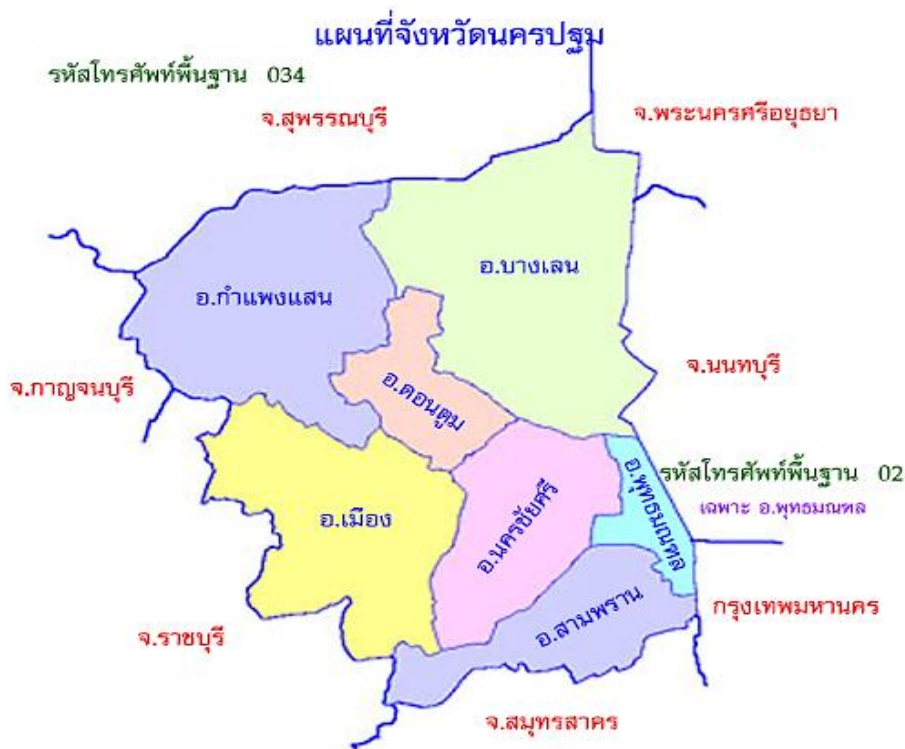 แผนที่จังหวัดนครปฐม
รหัสโทรศัพท์พื้นฐาน 034
จ.สุพรรณบุรี
จ.พระนครศรีอยุธยา
อ.บางเลน
อ.กำแพงแสน
จ.นนทบุรี
จ.กาญจนบุรี
อ.ดอนตูม
รหัสโทรศัพท์พื้นฐาน 02
เฉพาะ อ.พุทธมณฑล
อ.พุทธมณฑล
อ.เมือง
อ.นครชัยศรี
กรุงเทพมหานคร
อ.สามพราน
จ.ราชบุรี
จ.สมุทรสาคร